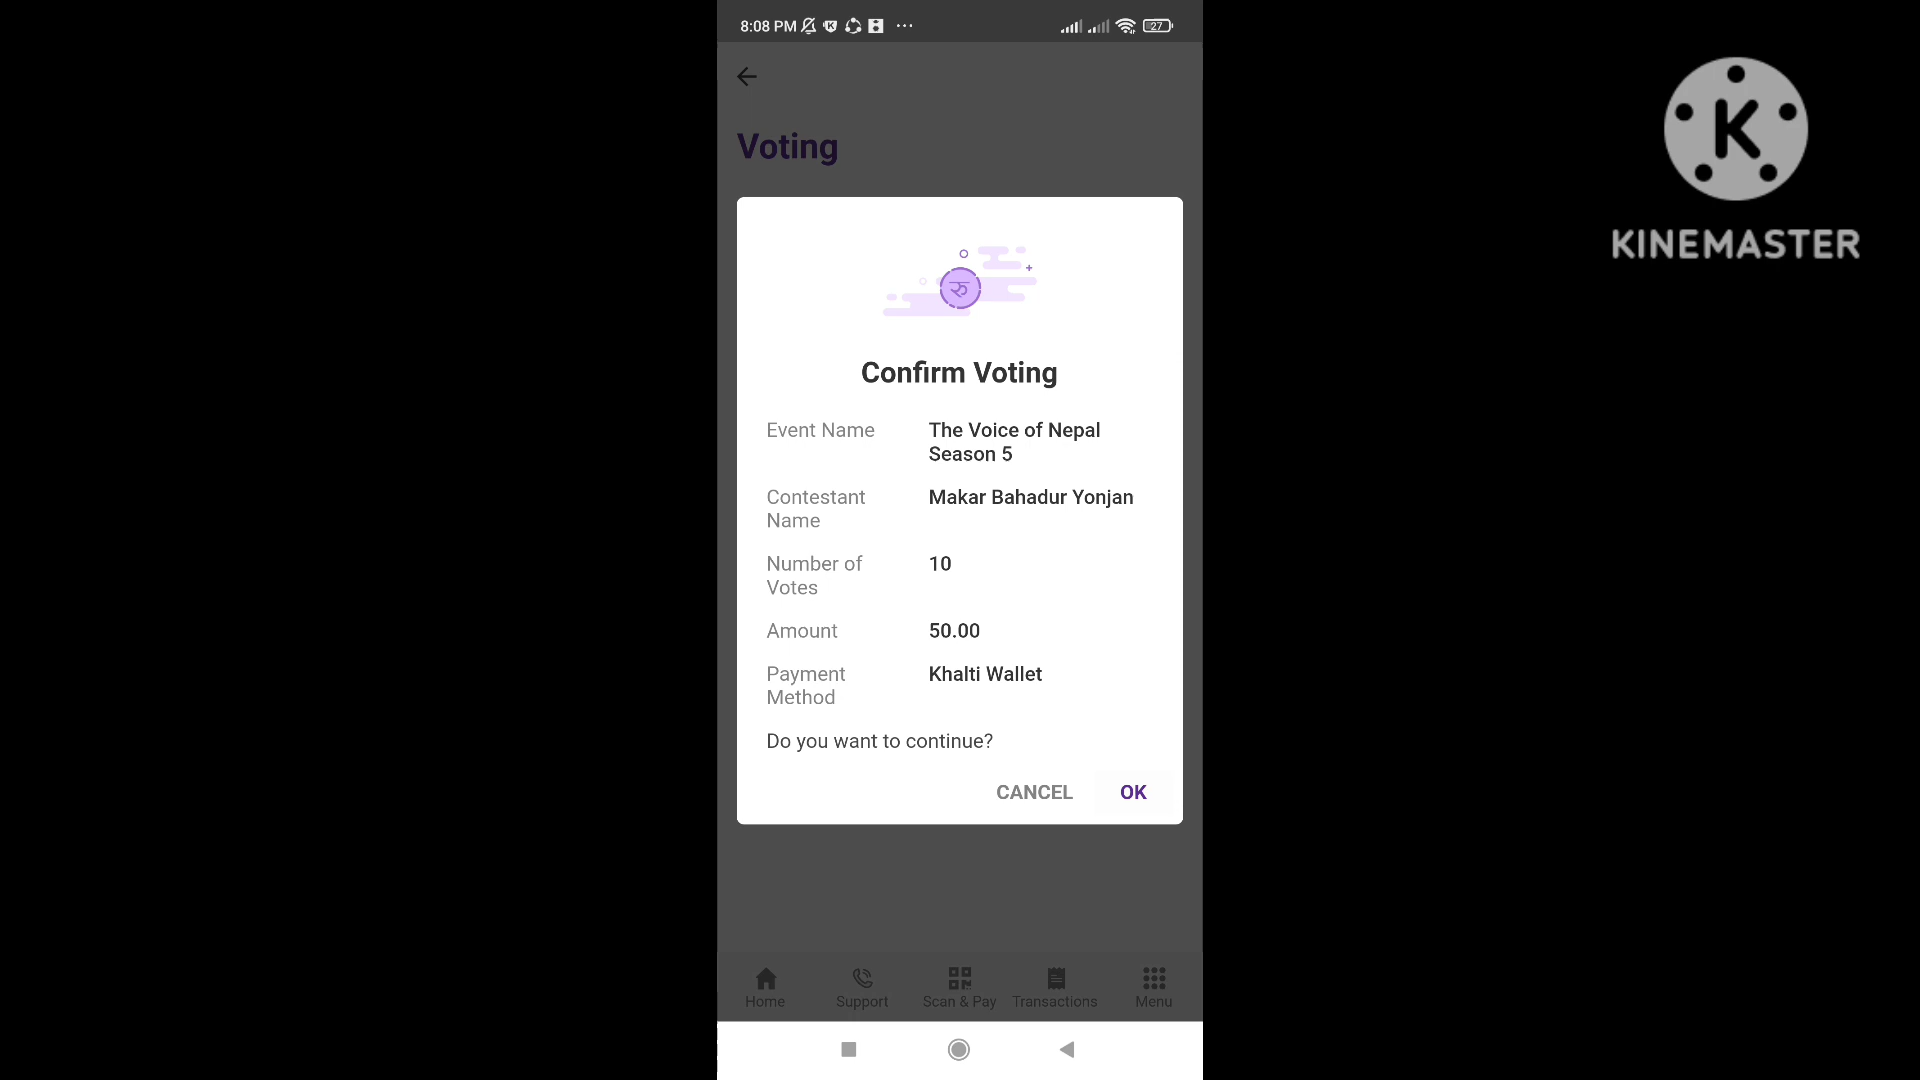 8:08 PM
27
Voting
रु
Confirm Voting
Event Name The Voice of Nepal
Season 5
Contestant Makar Bahadur Yonjan
Name
Number of 10
Votes
Amount 50.00
Payment Khalti Wallet
Method
Do you want to continue?
CANCEL OK
Home Support Scan & Pay Transactions Menu
K
KINEMASTER